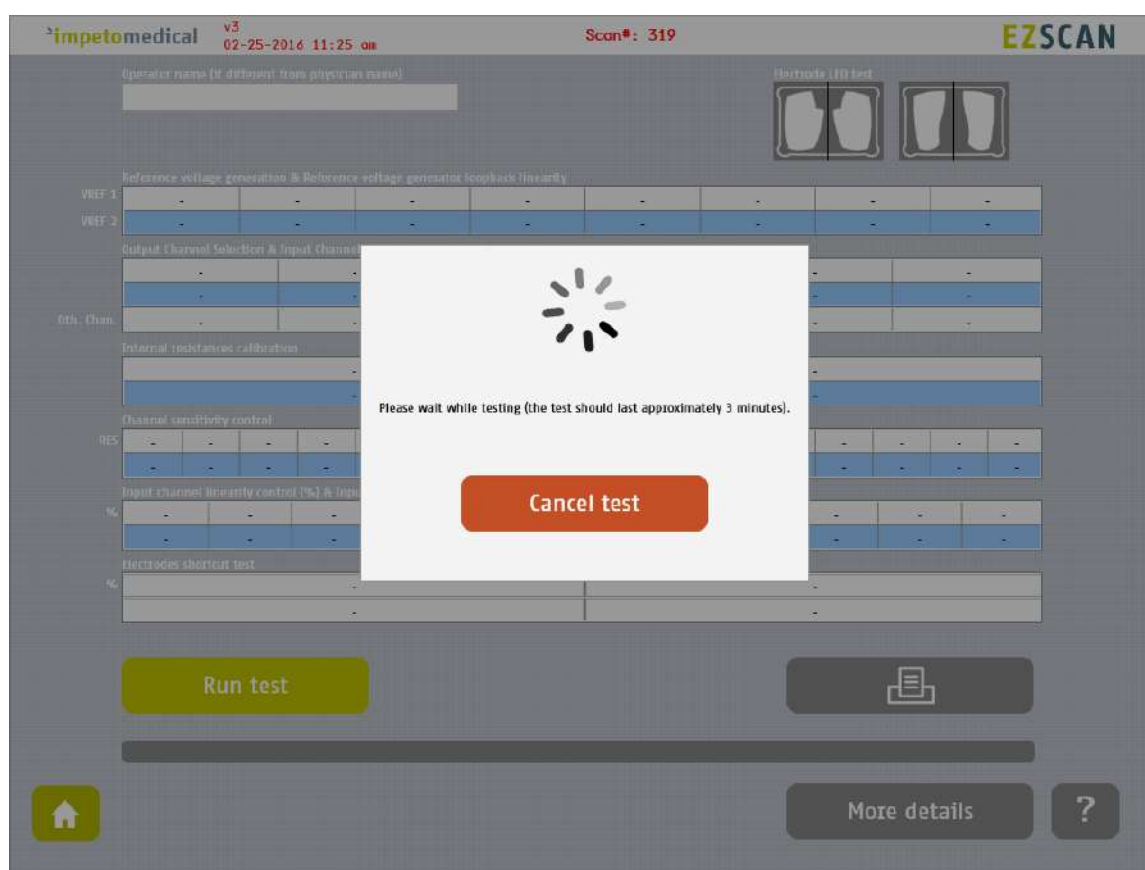 impetomedical
v3
02-25-2016 11:25 am
Scan#: 319
EZSCAN
Operator name (if different from physician name)
Electrode LED test
Reference voltage generation & Reference voltage generator loopback linearity
VREF 1 - - - - - - - -
VREF 2 - - - - - - - -
Output Channel Selection & Input Channel
- - - -
- - - -
Oth. Chan. - - - -
Internal resistances calibration
- -
- -
Channel sensitivity control
RES - - - - - - - -
- - - - - - - -
Input channel linearity control (%) & Inpu
% - - - - - -
- - - - - -
Electrodes shortcut test
% - -
- -
Please wait while testing (the test should last approximately 3 minutes).
Cancel test
Run test
More details
?